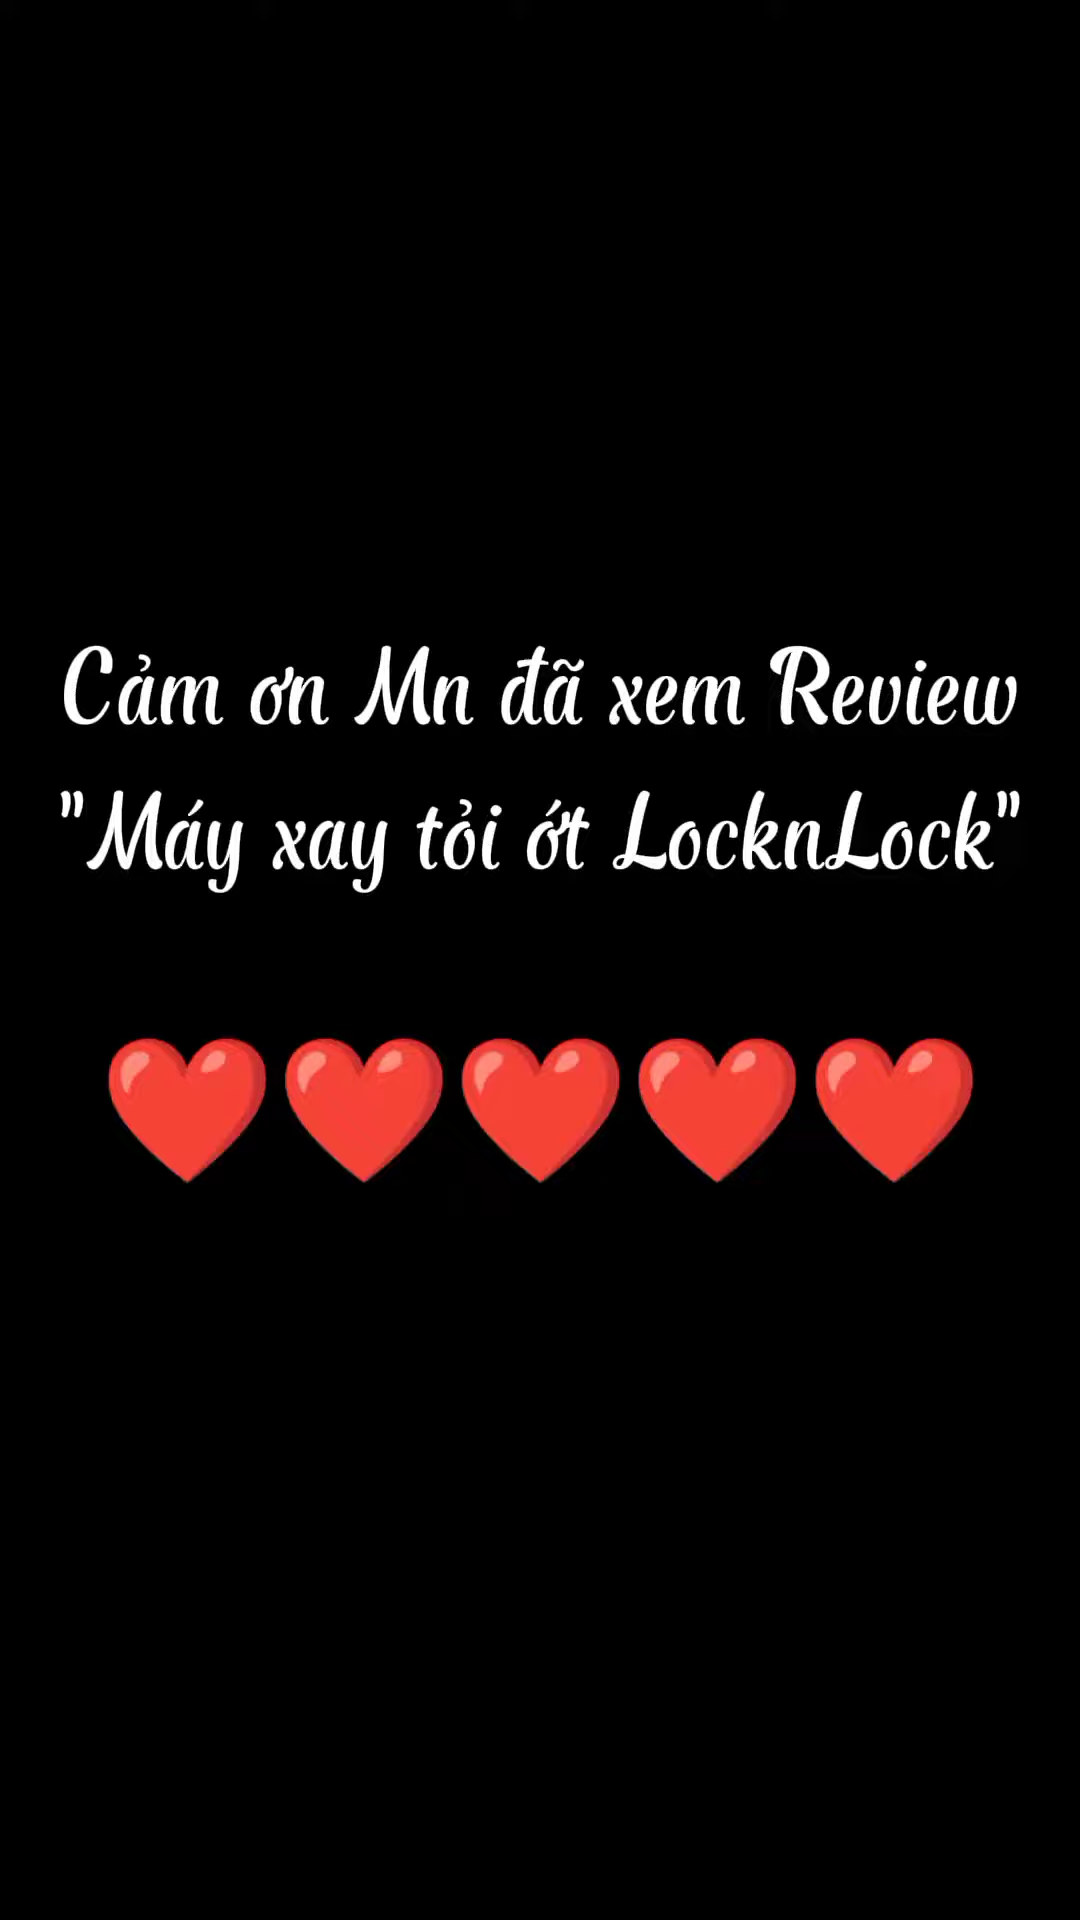 Cảm ơn Mn đã xem Review
"Máy xay tỏi ớt LocknLock"
❤️❤️❤️❤️❤️